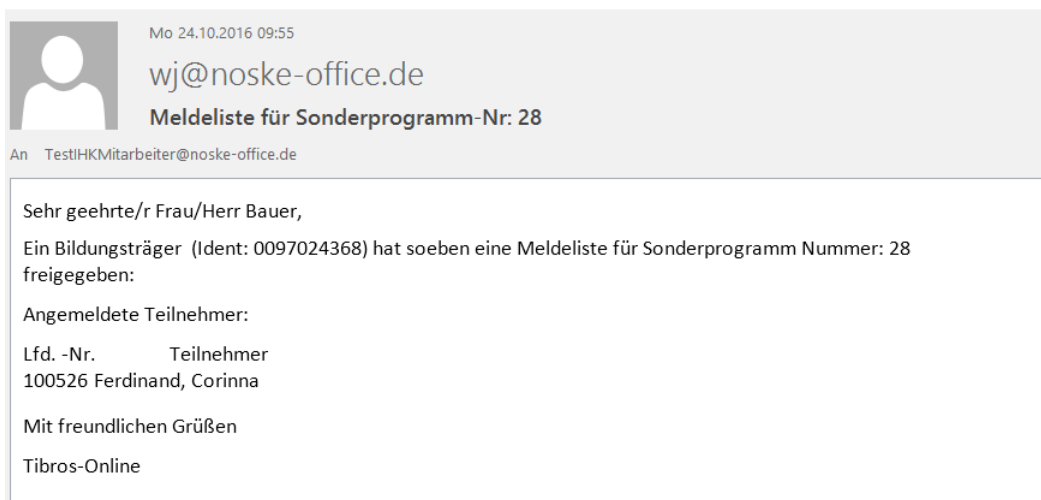 Mo 24.10.2016 09:55
wj@noske-office.de
Meldeliste für Sonderprogramm-Nr: 28
An TestIHKMitarbeiter@noske-office.de
Sehr geehrte/r Frau/Herr Bauer,
Ein Bildungsträger (Ident: 0097024368) hat soeben eine Meldeliste für Sonderprogramm Nummer: 28
freigegeben:
Angemeldete Teilnehmer:
Lfd. -Nr. Teilnehmer
100526 Ferdinand, Corinna
Mit freundlichen Grüßen
Tibros-Online